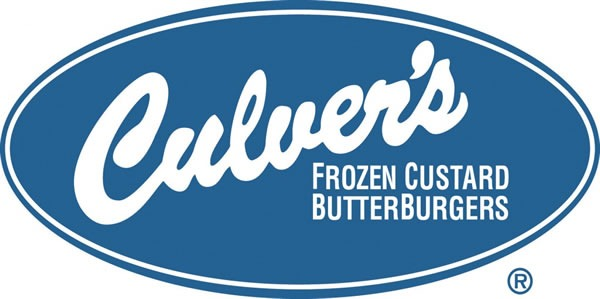 Culver's
FROZEN CUSTARD
BUTTERBURGERS
®